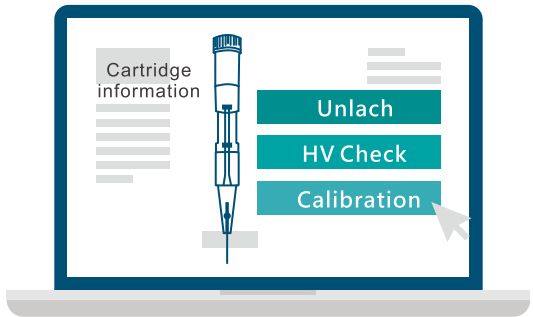 Cartridge
information
Unlach
HV Check
Calibration